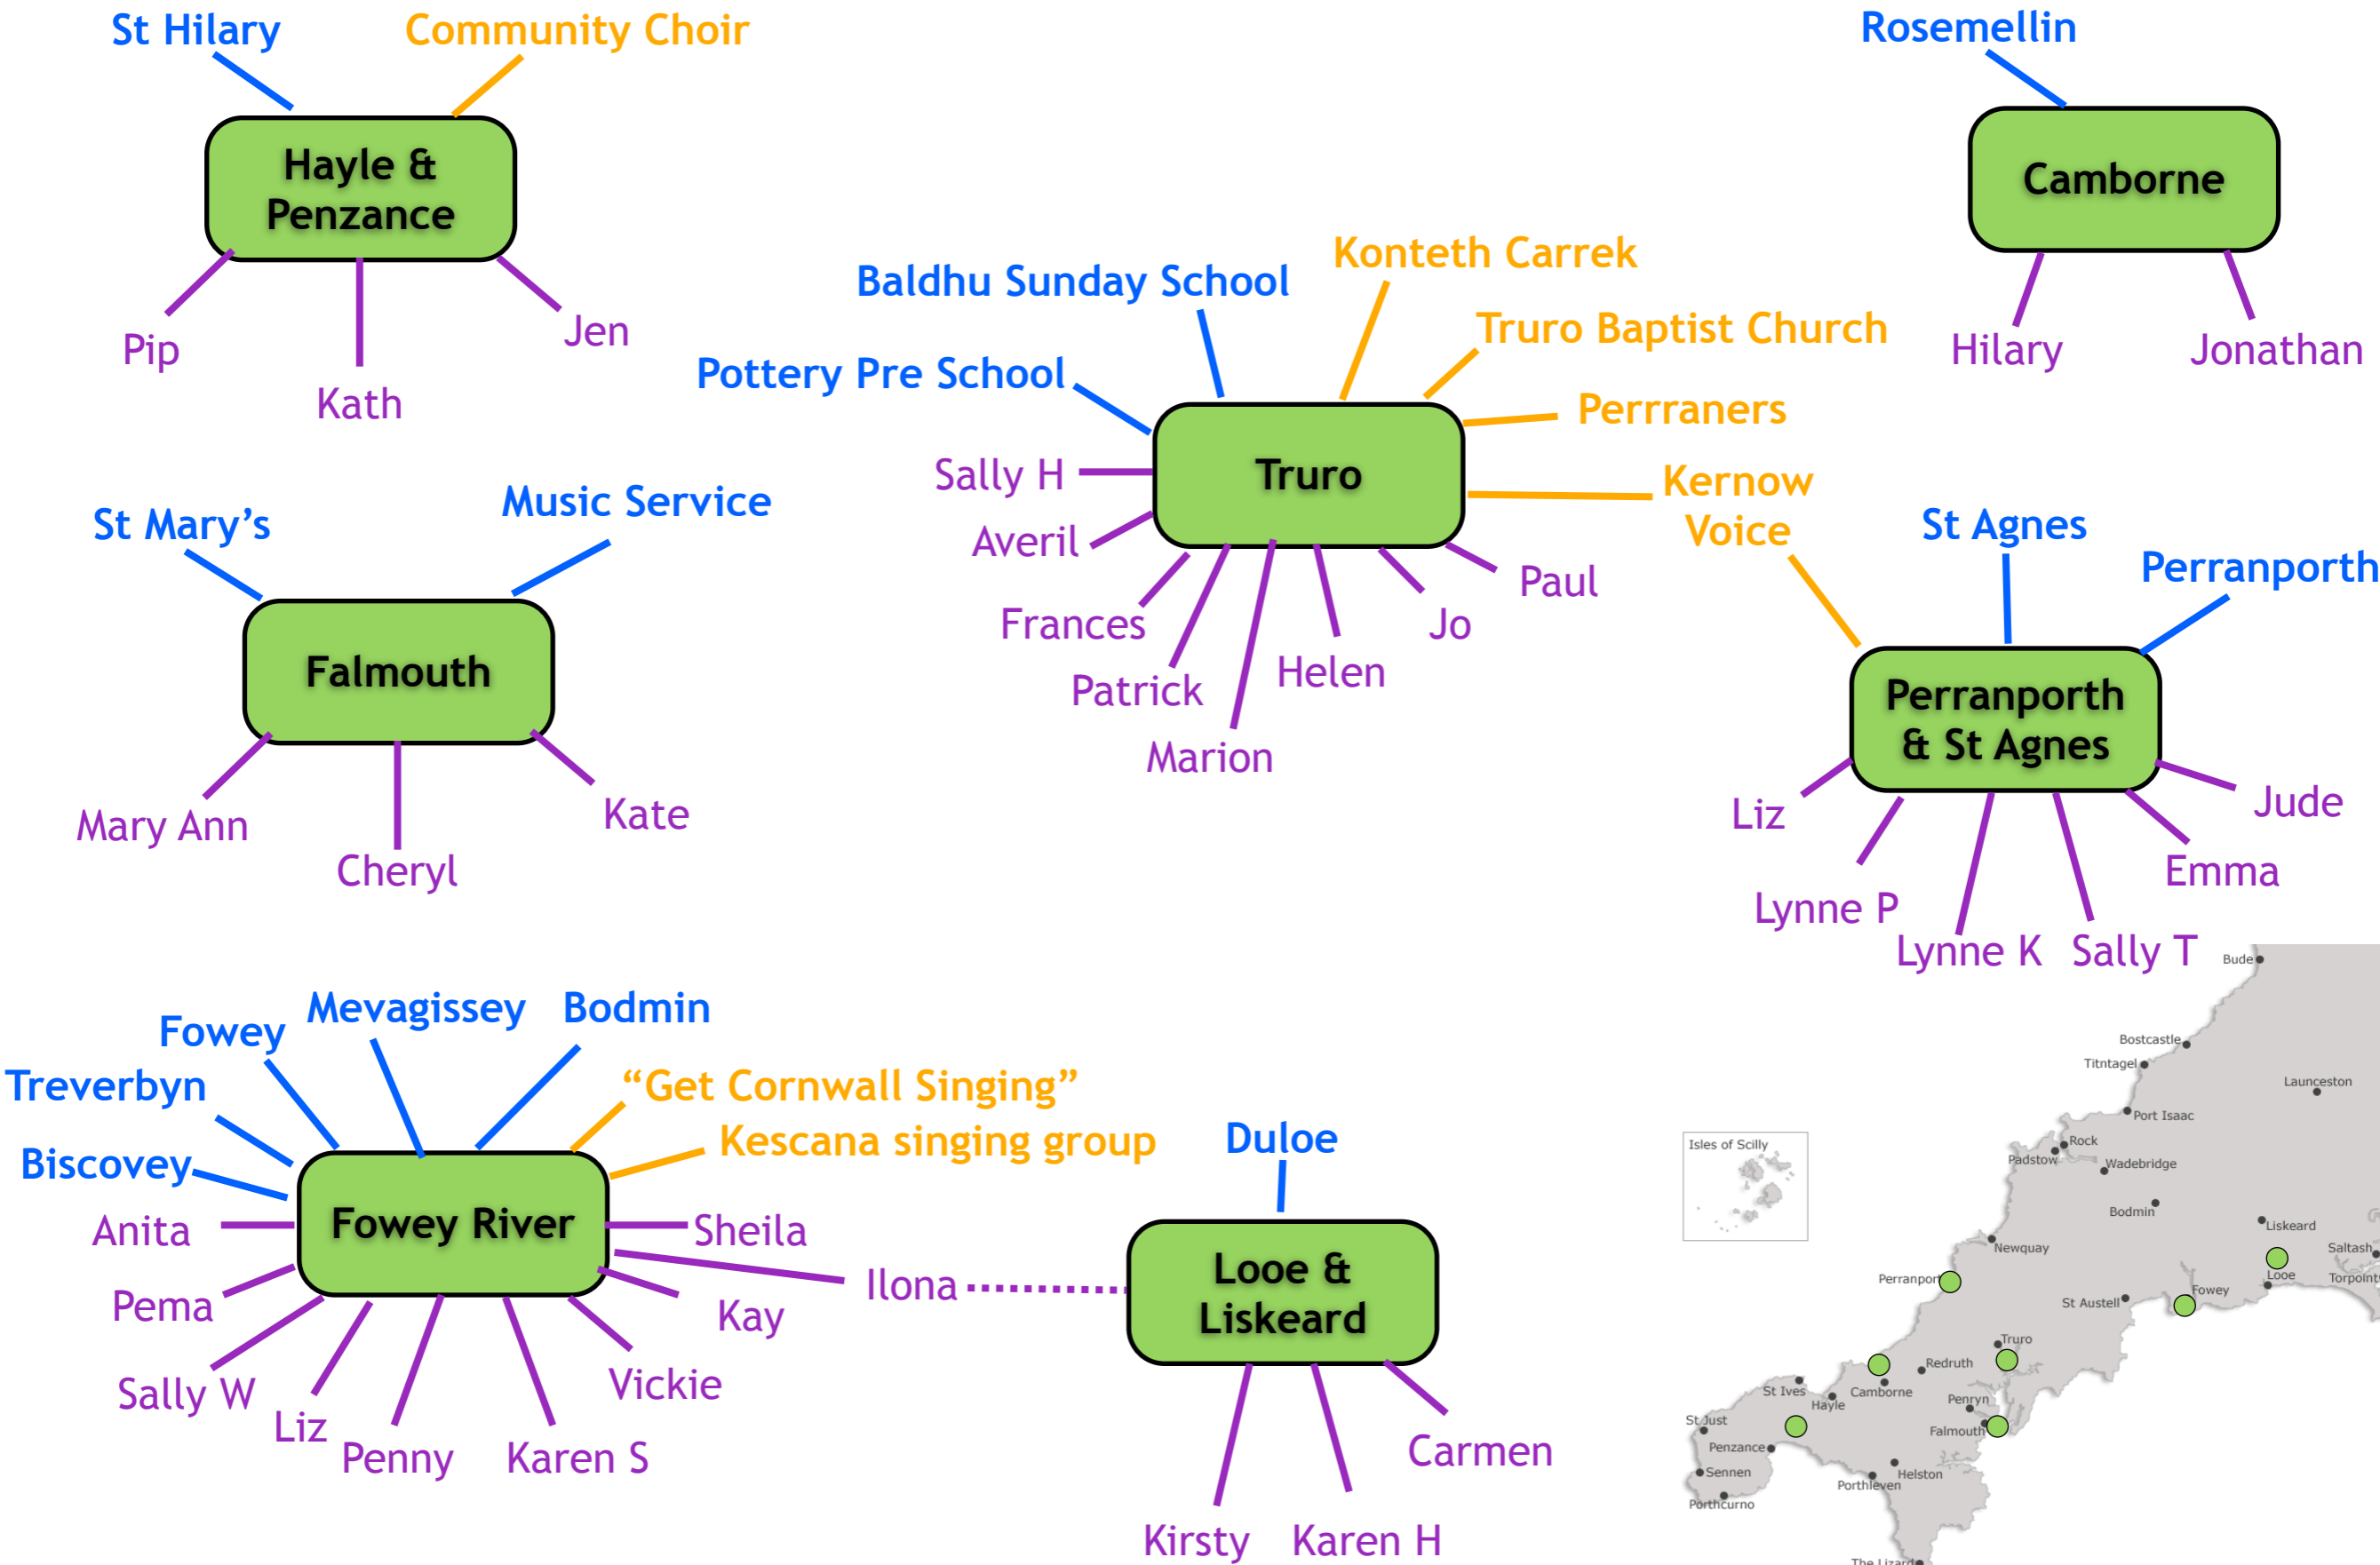 St Hilary
Community Choir
Hayle &
Penzance
Pip
Kath
Jen
Rosemellin
Camborne
Hilary
Jonathan
Baldhu Sunday School
Konteth Carrek
Truro Baptist Church
Pottery Pre School
Perrraners
Kernow
Voice
Truro
Sally H
Averil
Frances
Patrick
Marion
Helen
Jo
Paul
St Mary’s
Music Service
Falmouth
Mary Ann
Cheryl
Kate
St Agnes
Perranporth
Perranporth
& St Agnes
Liz
Lynne P
Lynne K
Sally T
Emma
Jude
Mevagissey
Bodmin
Fowey
Treverbyn
Biscovey
“Get Cornwall Singing”
Kescana singing group
Fowey River
Anita
Pema
Sally W
Liz
Penny
Karen S
Vickie
Kay
Sheila
Ilona
Duloe
Looe &
Liskeard
Kirsty
Karen H
Carmen
Isles of Scilly
Bude
Bostcastle
Titntagel
Launceston
Port Isaac
Rock
Padstow
Wadebridge
Bodmin
Liskeard
Saltash
Newquay
Looe
Torpoint
Perranpor
Fowey
St Austell
Truro
Redruth
St Ives
Hayle
Camborne
Penryn
St Just
Falmouth
Penzance
Sennen
Helston
Porthleven
Porthcurno
The Lizard